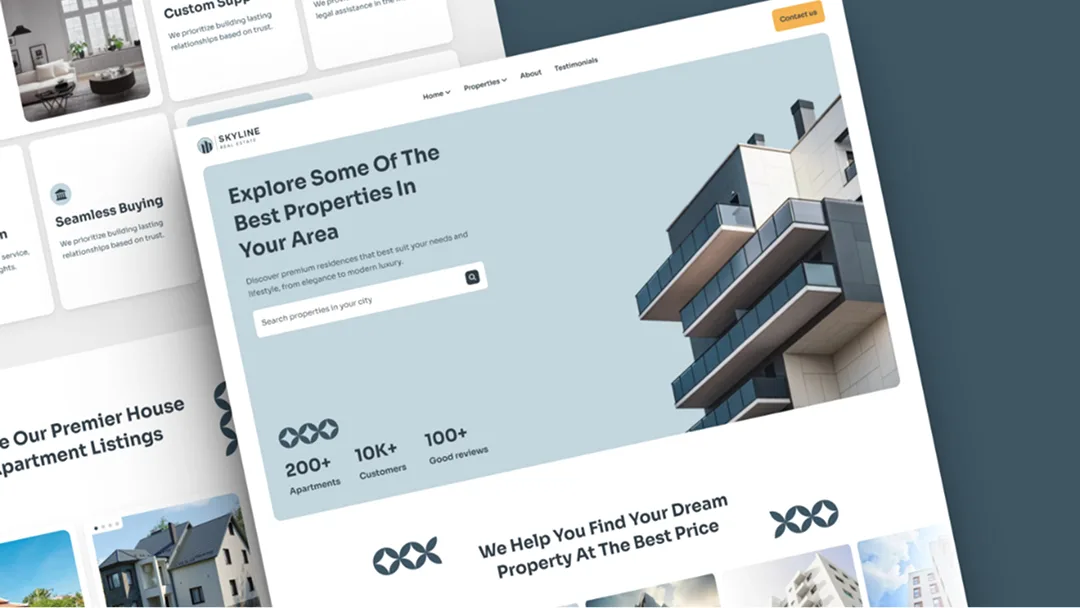 Custom Supp
We prioritize building lasting
relationships based on trust.
legal assistance in the
Seamless Buying
We prioritize building lasting
relationships based on trust.
service,
ghts.
e Our Premier House
partment Listings
Contact us
Home
Properties
About
Testimonials
SKYLINE
REAL ESTATE
Explore Some Of The
Best Properties In
Your Area
Discover premium residences that best suit your needs and
lifestyle, from elegance to modern luxury.
Search properties in your city
200+
Apartments
10K+
Customers
100+
Good reviews
We Help You Find Your Dream
Property At The Best Price